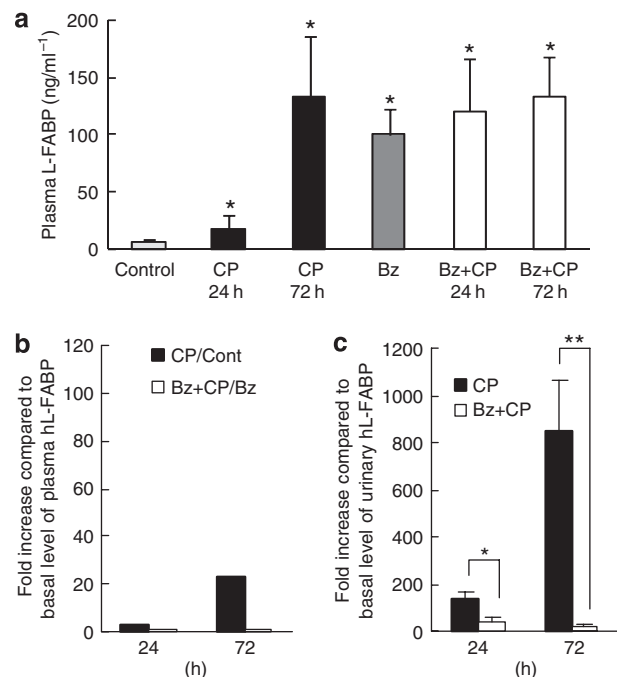 a
Plasma L-FABP (ng/ml⁻¹)
200
150
100
50
0
*
*
*
*
*
Control
CP
24 h
CP
72 h
Bz
Bz+CP
24 h
Bz+CP
72 h
b
Fold increase compared to
basal level of plasma hL-FABP
120
100
80
60
40
20
0
CP/Cont
Bz+CP/Bz
24
72
(h)
c
Fold increase compared to
basal level of urinary hL-FABP
1200
1000
800
600
400
200
0
CP
Bz+CP
*
**
24
72
(h)